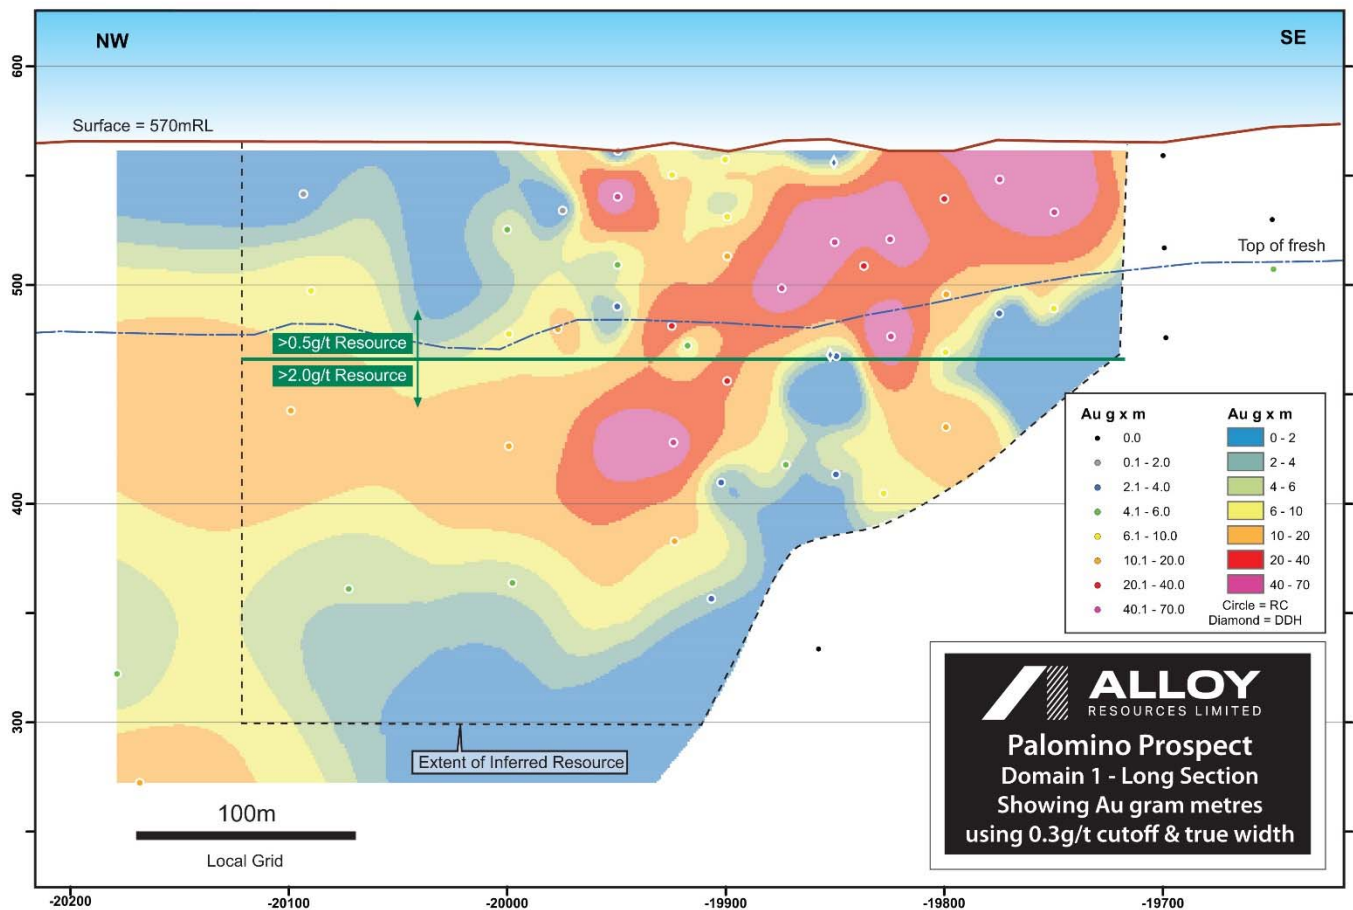 NW
SE
600
Surface = 570mRL
Top of fresh
500
>0.5g/t Resource
>2.0g/t Resource
400
300
Au g x m
0.0
0.1 - 2.0
2.1 - 4.0
4.1 - 6.0
6.1 - 10.0
10.1 - 20.0
20.1 - 40.0
40.1 - 70.0
Au g x m
0 - 2
2 - 4
4 - 6
6 - 10
10 - 20
20 - 40
40 - 70
Circle = RC
Diamond = DDH
Extent of Inferred Resource
100m
Local Grid
ALLOY
RESOURCES LIMITED
Palomino Prospect
Domain 1 - Long Section
Showing Au gram metres
using 0.3g/t cutoff & true width
-20200
-20100
-20000
-19900
-19800
-19700